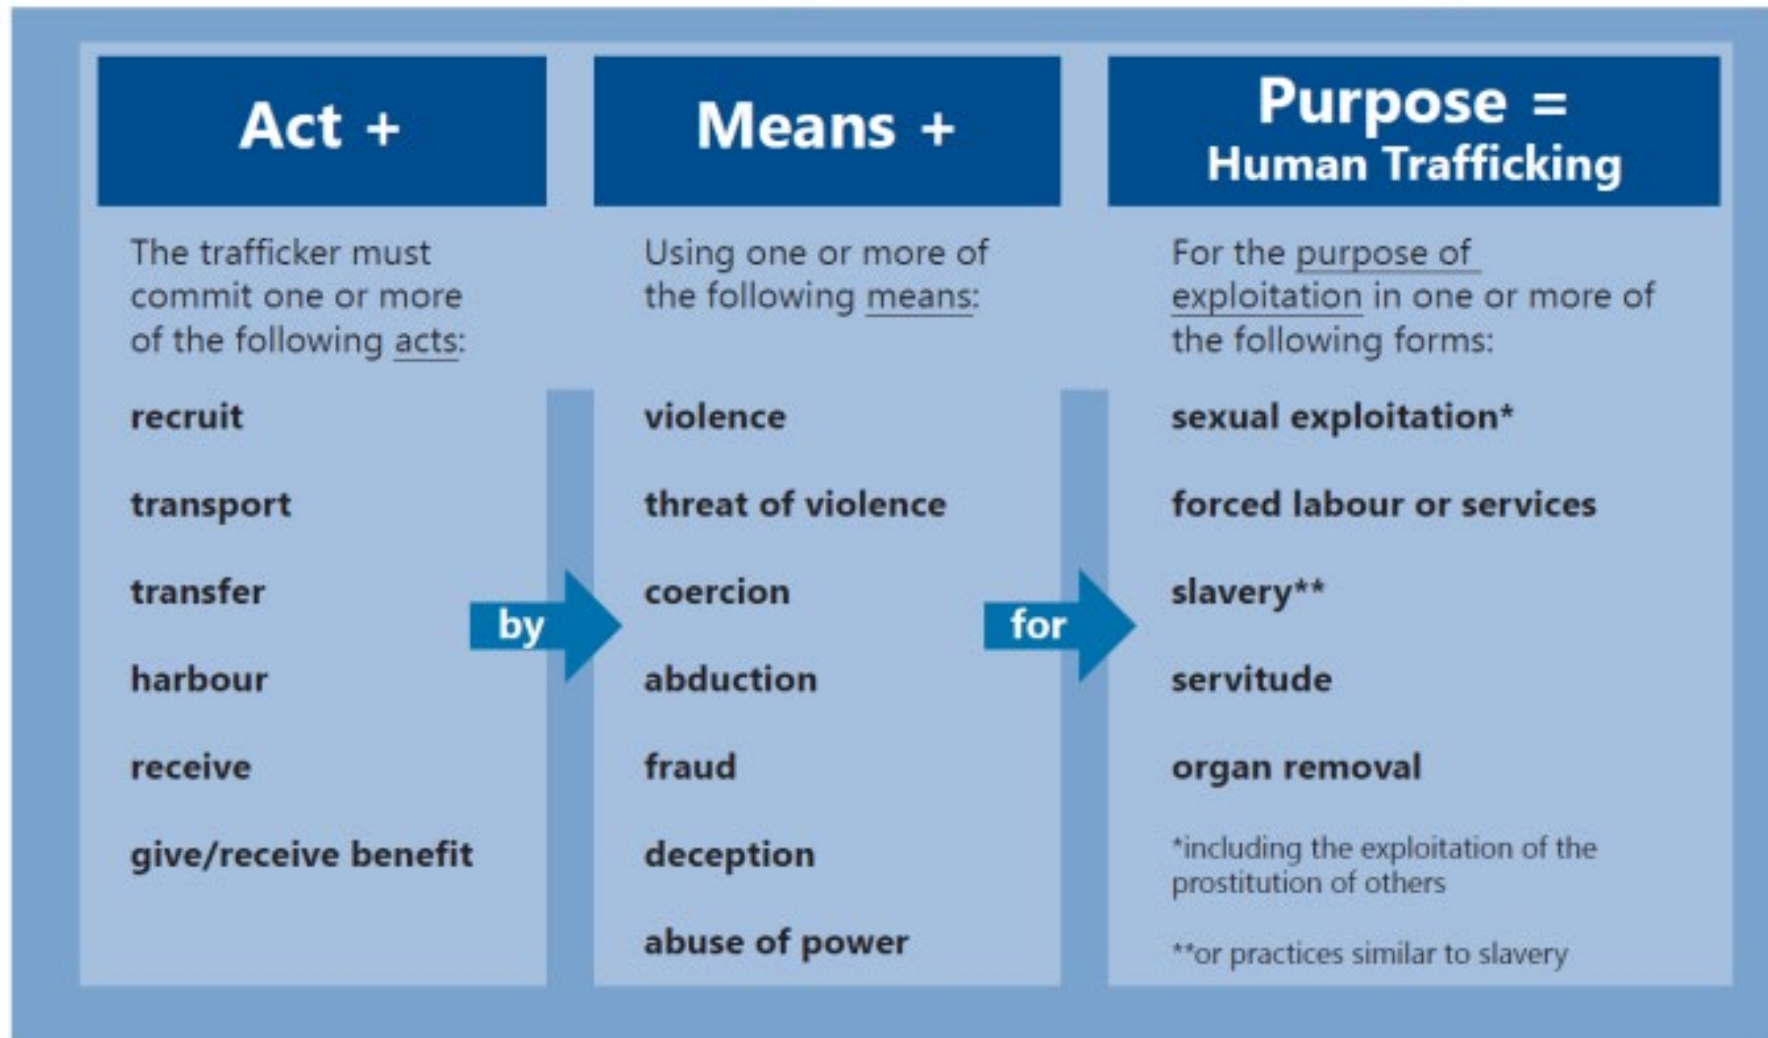 Act +
The trafficker must
commit one or more
of the following acts:
recruit
transport
transfer
harbour
receive
give/receive benefit
by
Means +
Using one or more of
the following means:
violence
threat of violence
coercion
abduction
fraud
deception
abuse of power
for
Purpose =
Human Trafficking
For the purpose of
exploitation in one or more of
the following forms:
sexual exploitation*
forced labour or services
slavery**
servitude
organ removal
*including the exploitation of the
prostitution of others
**or practices similar to slavery